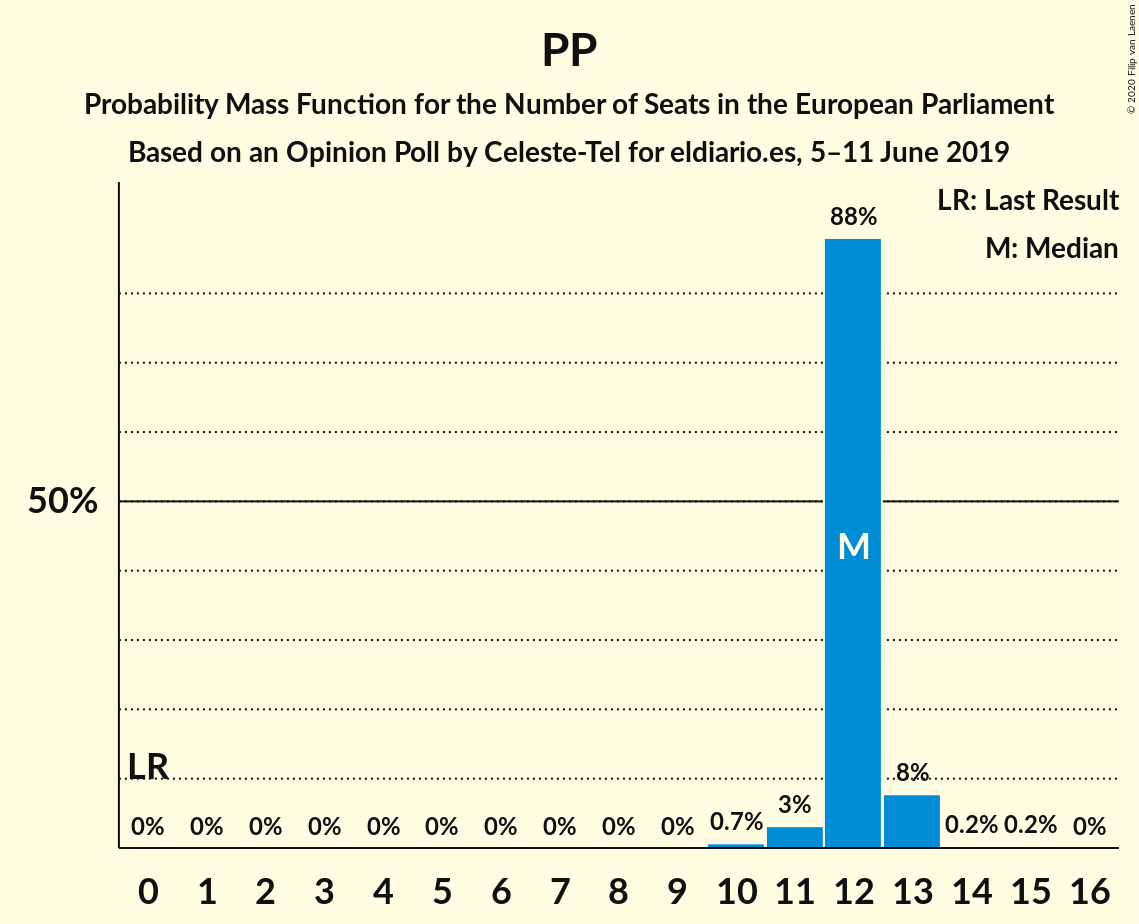 PP
Probability Mass Function for the Number of Seats in the European Parliament
Based on an Opinion Poll by Celeste-Tel for eldiario.es, 5–11 June 2019
© 2020 Filip van Laenen
LR: Last Result
M: Median
88%
50%
M
LR
8%
3%
0% 0% 0% 0% 0% 0% 0% 0% 0% 0% 0.7% 0.2% 0.2% 0%
0 1 2 3 4 5 6 7 8 9 10 11 12 13 14 15 16